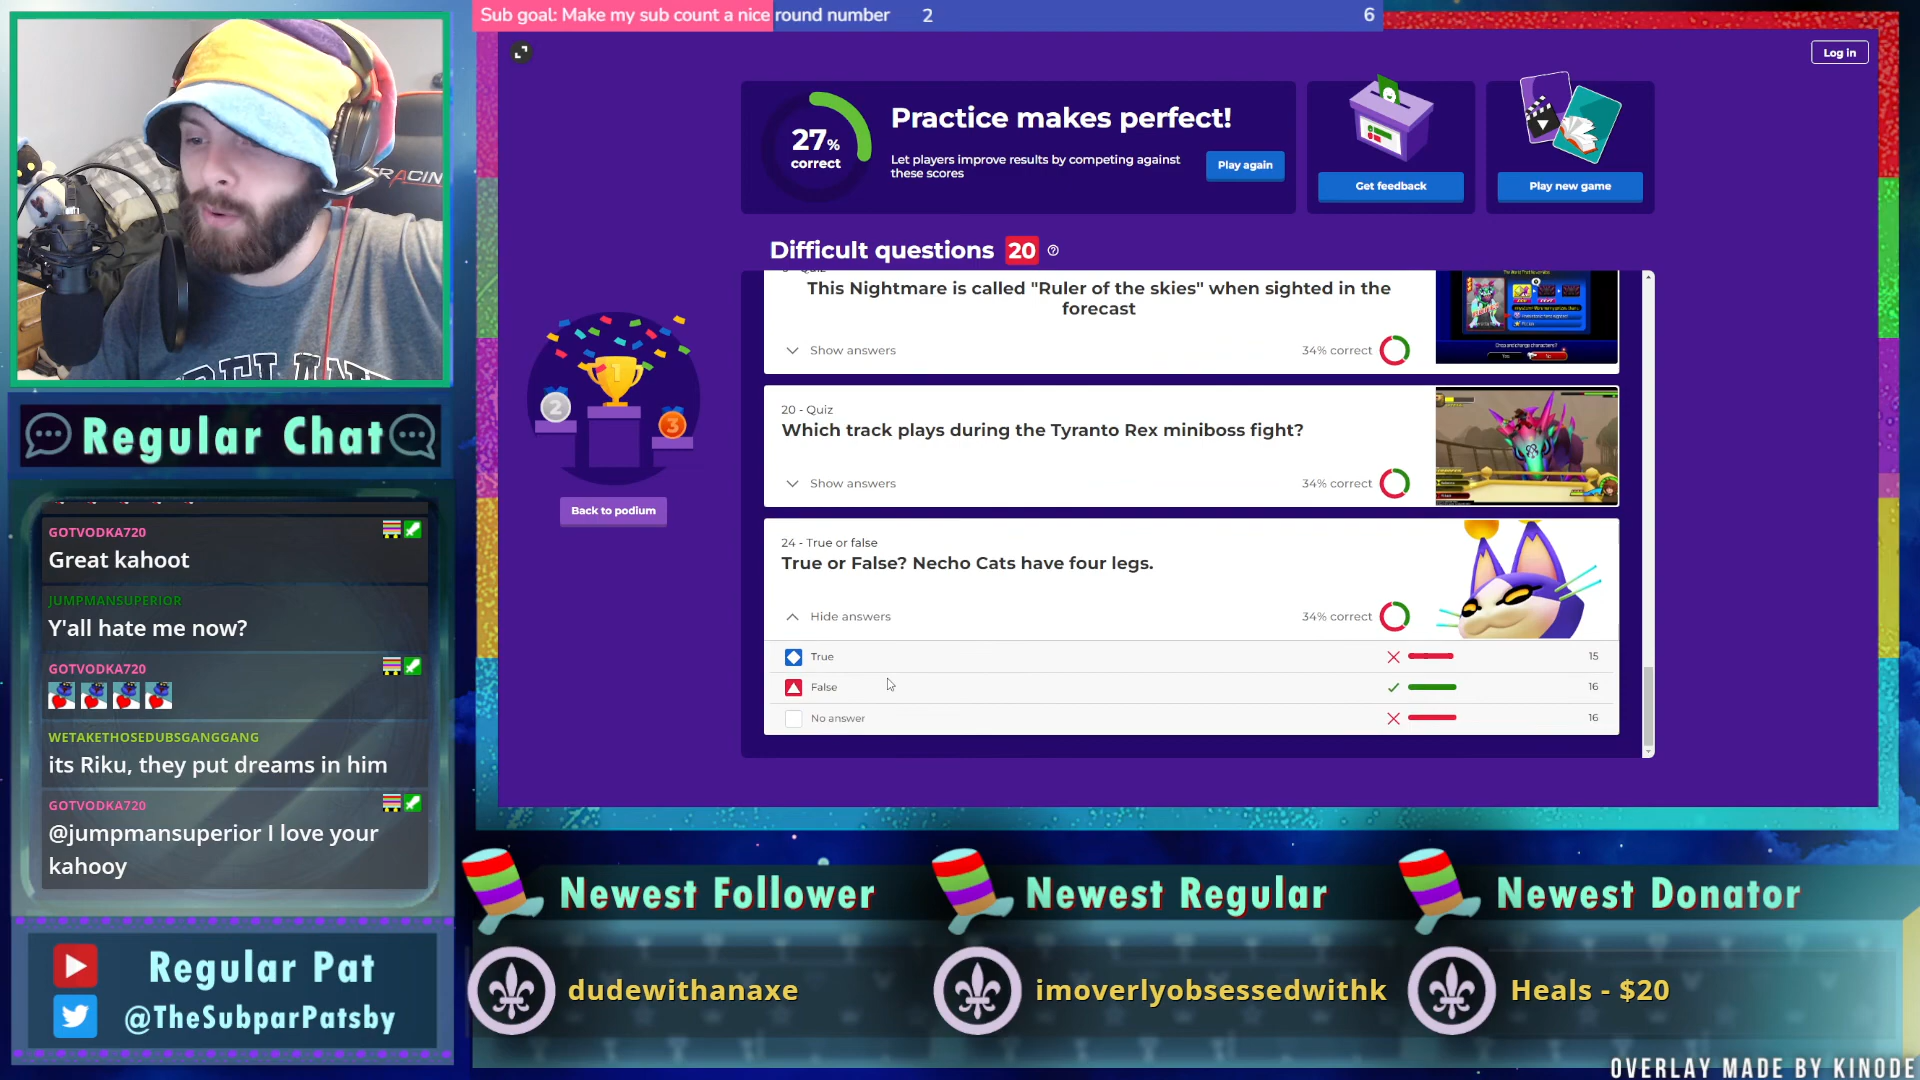 Sub goal: Make my sub count a nice round number 2 6
Log in
27% correct
Practice makes perfect!
Let players improve results by competing against
these scores
Play again
Get feedback
Play new game
Difficult questions 20
This Nightmare is called "Ruler of the skies" when sighted in the
forecast
Show answers
34% correct
20 - Quiz
Which track plays during the Tyranto Rex miniboss fight?
Show answers
34% correct
24 - True or false
True or False? Necho Cats have four legs.
Hide answers
34% correct
True 15
False 16
No answer 16
1
2
3
Back to podium
Regular Chat
GOTVODKA720
Great kahoot
JUMPMANSUPERIOR
Y'all hate me now?
GOTVODKA720
WETAKETHOSEDUBSGANGGANG
its Riku, they put dreams in him
GOTVODKA720
@jumpmansuperior I love your
kahooy
Regular Pat
@TheSubparPatsby
Newest Follower
dudewithanaxe
Newest Regular
imoverlyobsessedwithk
Newest Donator
Heals - $20
OVERLAY MADE BY KINODE